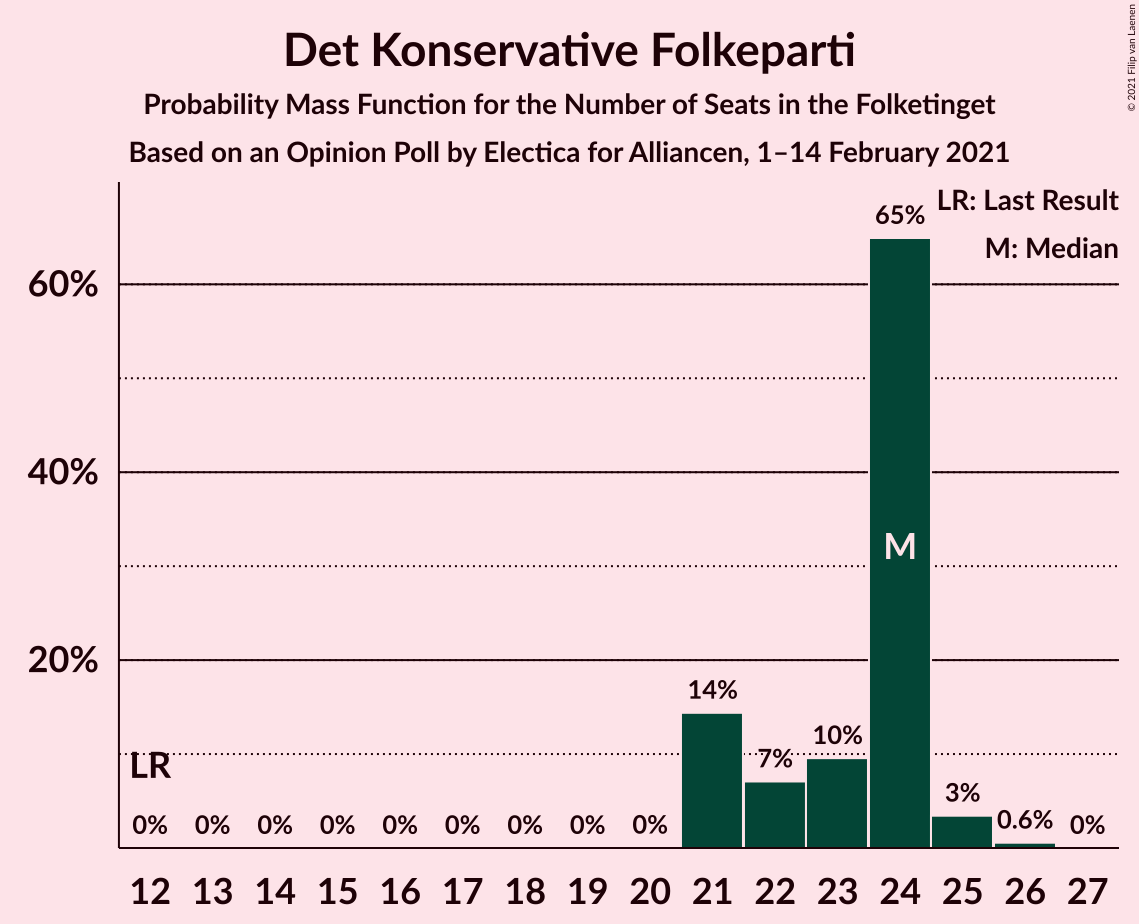 Det Konservative Folkeparti
Probability Mass Function for the Number of Seats in the Folketinget
Based on an Opinion Poll by Electica for Alliancen, 1–14 February 2021
© 2021 Filip van Laenen
LR: Last Result
M: Median
60%
40%
20%
65%
M
14%
7%
10%
3%
0.6%
0%
LR
0% 0% 0% 0% 0% 0% 0% 0% 0%
12 13 14 15 16 17 18 19 20 21 22 23 24 25 26 27